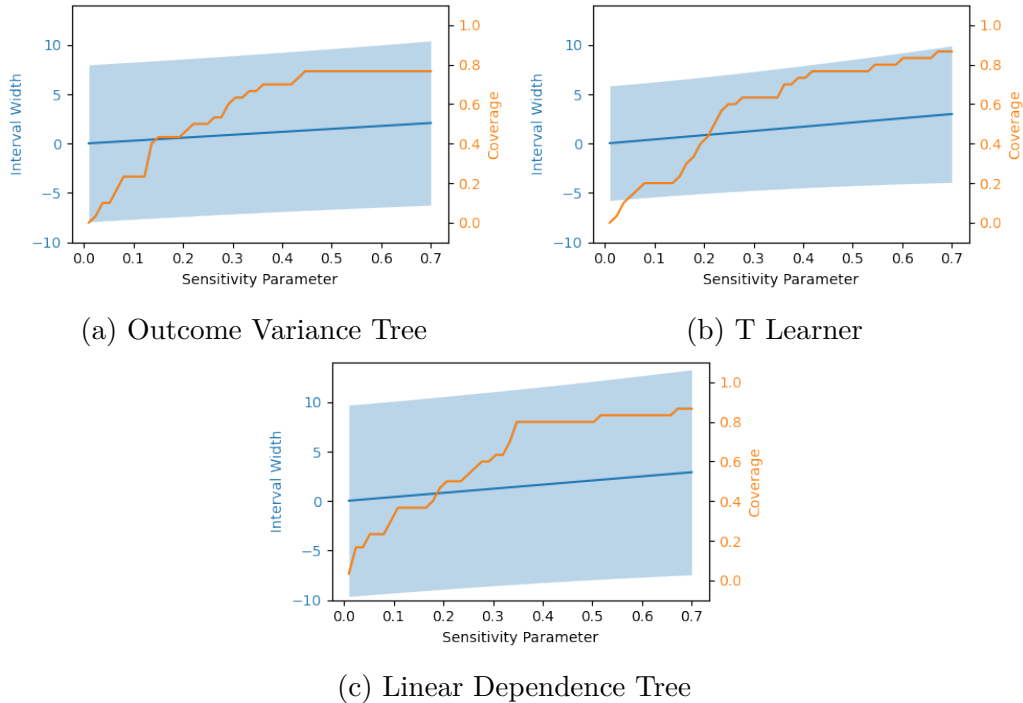 10
5
0
−5
−10
Interval Width
1.0
0.8
0.6
0.4
0.2
0.0
Coverage
0.0 0.1 0.2 0.3 0.4 0.5 0.6 0.7
Sensitivity Parameter
(a) Outcome Variance Tree
10
5
0
−5
−10
Interval Width
1.0
0.8
0.6
0.4
0.2
0.0
Coverage
0.0 0.1 0.2 0.3 0.4 0.5 0.6 0.7
Sensitivity Parameter
(b) T Learner
10
5
0
−5
−10
Interval Width
1.0
0.8
0.6
0.4
0.2
0.0
Coverage
0.0 0.1 0.2 0.3 0.4 0.5 0.6 0.7
Sensitivity Parameter
(c) Linear Dependence Tree